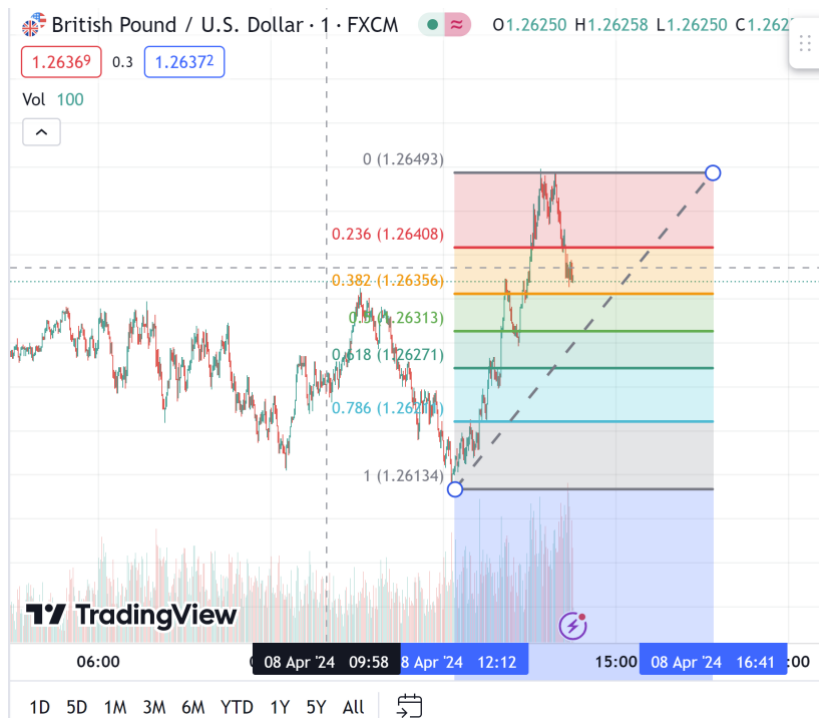 British Pound / U.S. Dollar · 1 · FXCM
O1.26250 H1.26258 L1.26250
1.26369 0.3 1.26372
Vol 100
0 (1.26493)
0.236 (1.26408)
0.382 (1.26356)
(1.26313)
0.618 (1.26271)
0.786
1 (1.26134)
TradingView
06:00 08 Apr '24 09:58 8 Apr '24 12:12 15:00 08 Apr '24 16:41 :00
1D 5D 1M 3M 6M YTD 1Y 5Y All